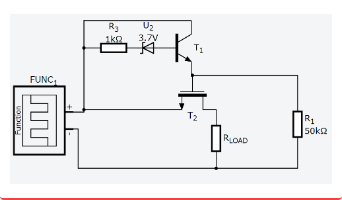 R3
U2
1kΩ
3.7V
T1
FUNC1
+
-
Function
T2
RLOAD
R1
50kΩ